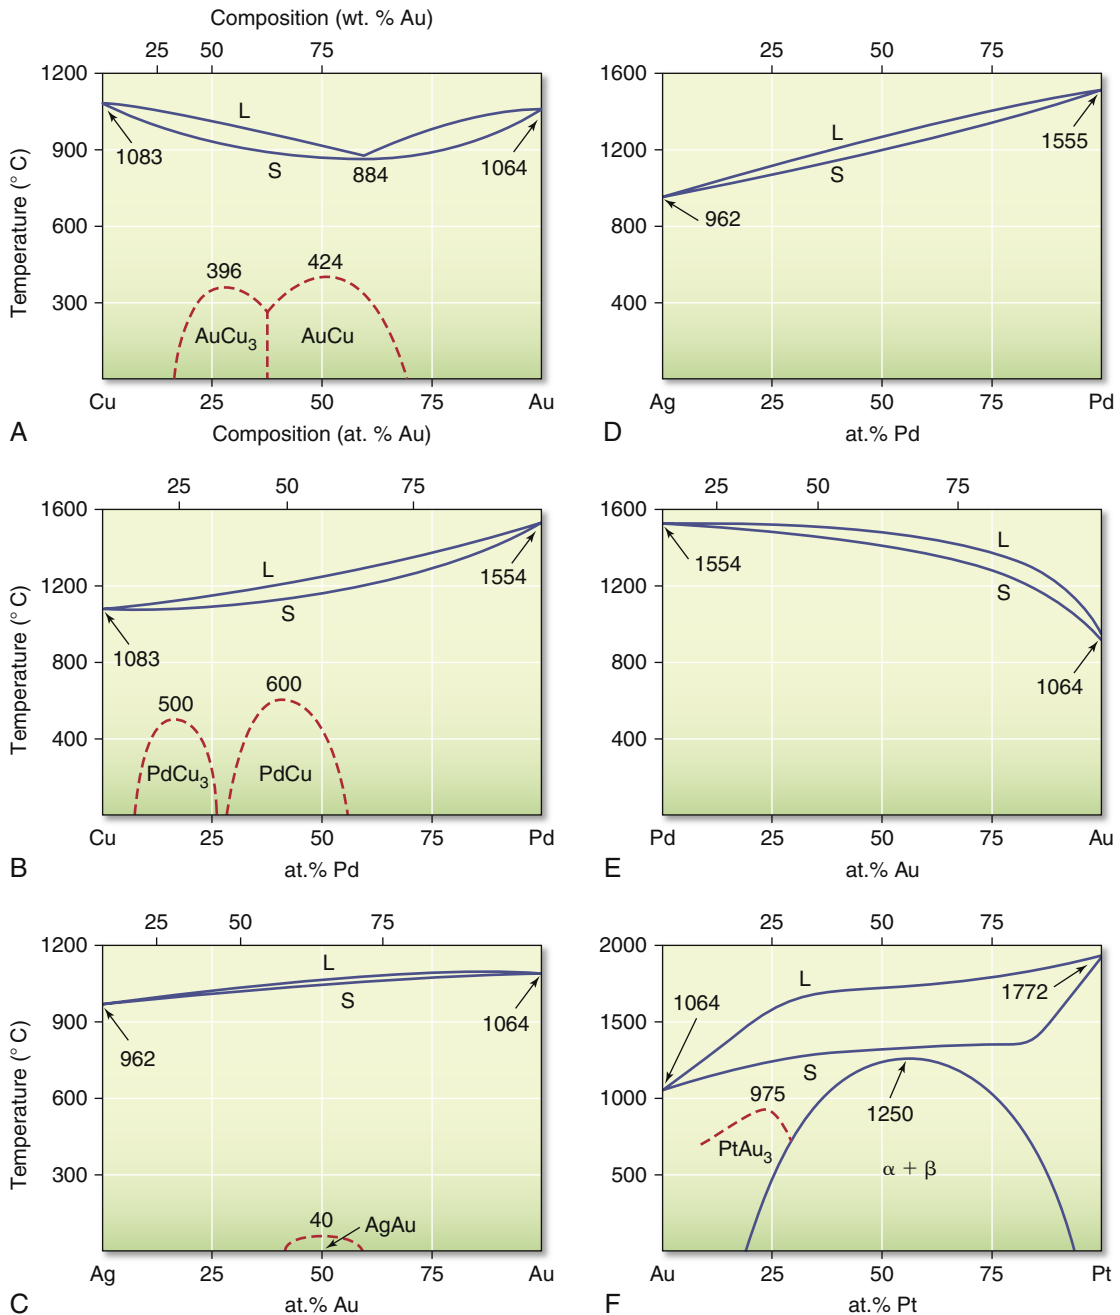 Composition (wt. % Au)
25 50 75
1200
900
600
300
Temperature (° C)
L
S
1083
884
1064
396
424
AuCu3
AuCu
Cu 25 50 75 Au
A
Composition (at. % Au)
25 50 75
1600
1200
800
400
L
S
1555
962
Ag 25 50 75 Pd
D
at.% Pd
25 50 75
1600
1200
800
400
Temperature (° C)
L
S
1554
1083
500
600
PdCu3
PdCu
Cu 25 50 75 Pd
B
at.% Pd
25 50 75
1600
1200
800
400
L
S
1554
1064
Pd 25 50 75 Au
E
at.% Au
25 50 75
1200
900
600
300
Temperature (° C)
L
S
1064
962
40
AgAu
Ag 25 50 75 Au
C
at.% Au
25 50 75
2000
1500
1000
500
L
S
1772
1064
975
1250
PtAu3
α + β
Au 25 50 75 Pt
F
at.% Pt